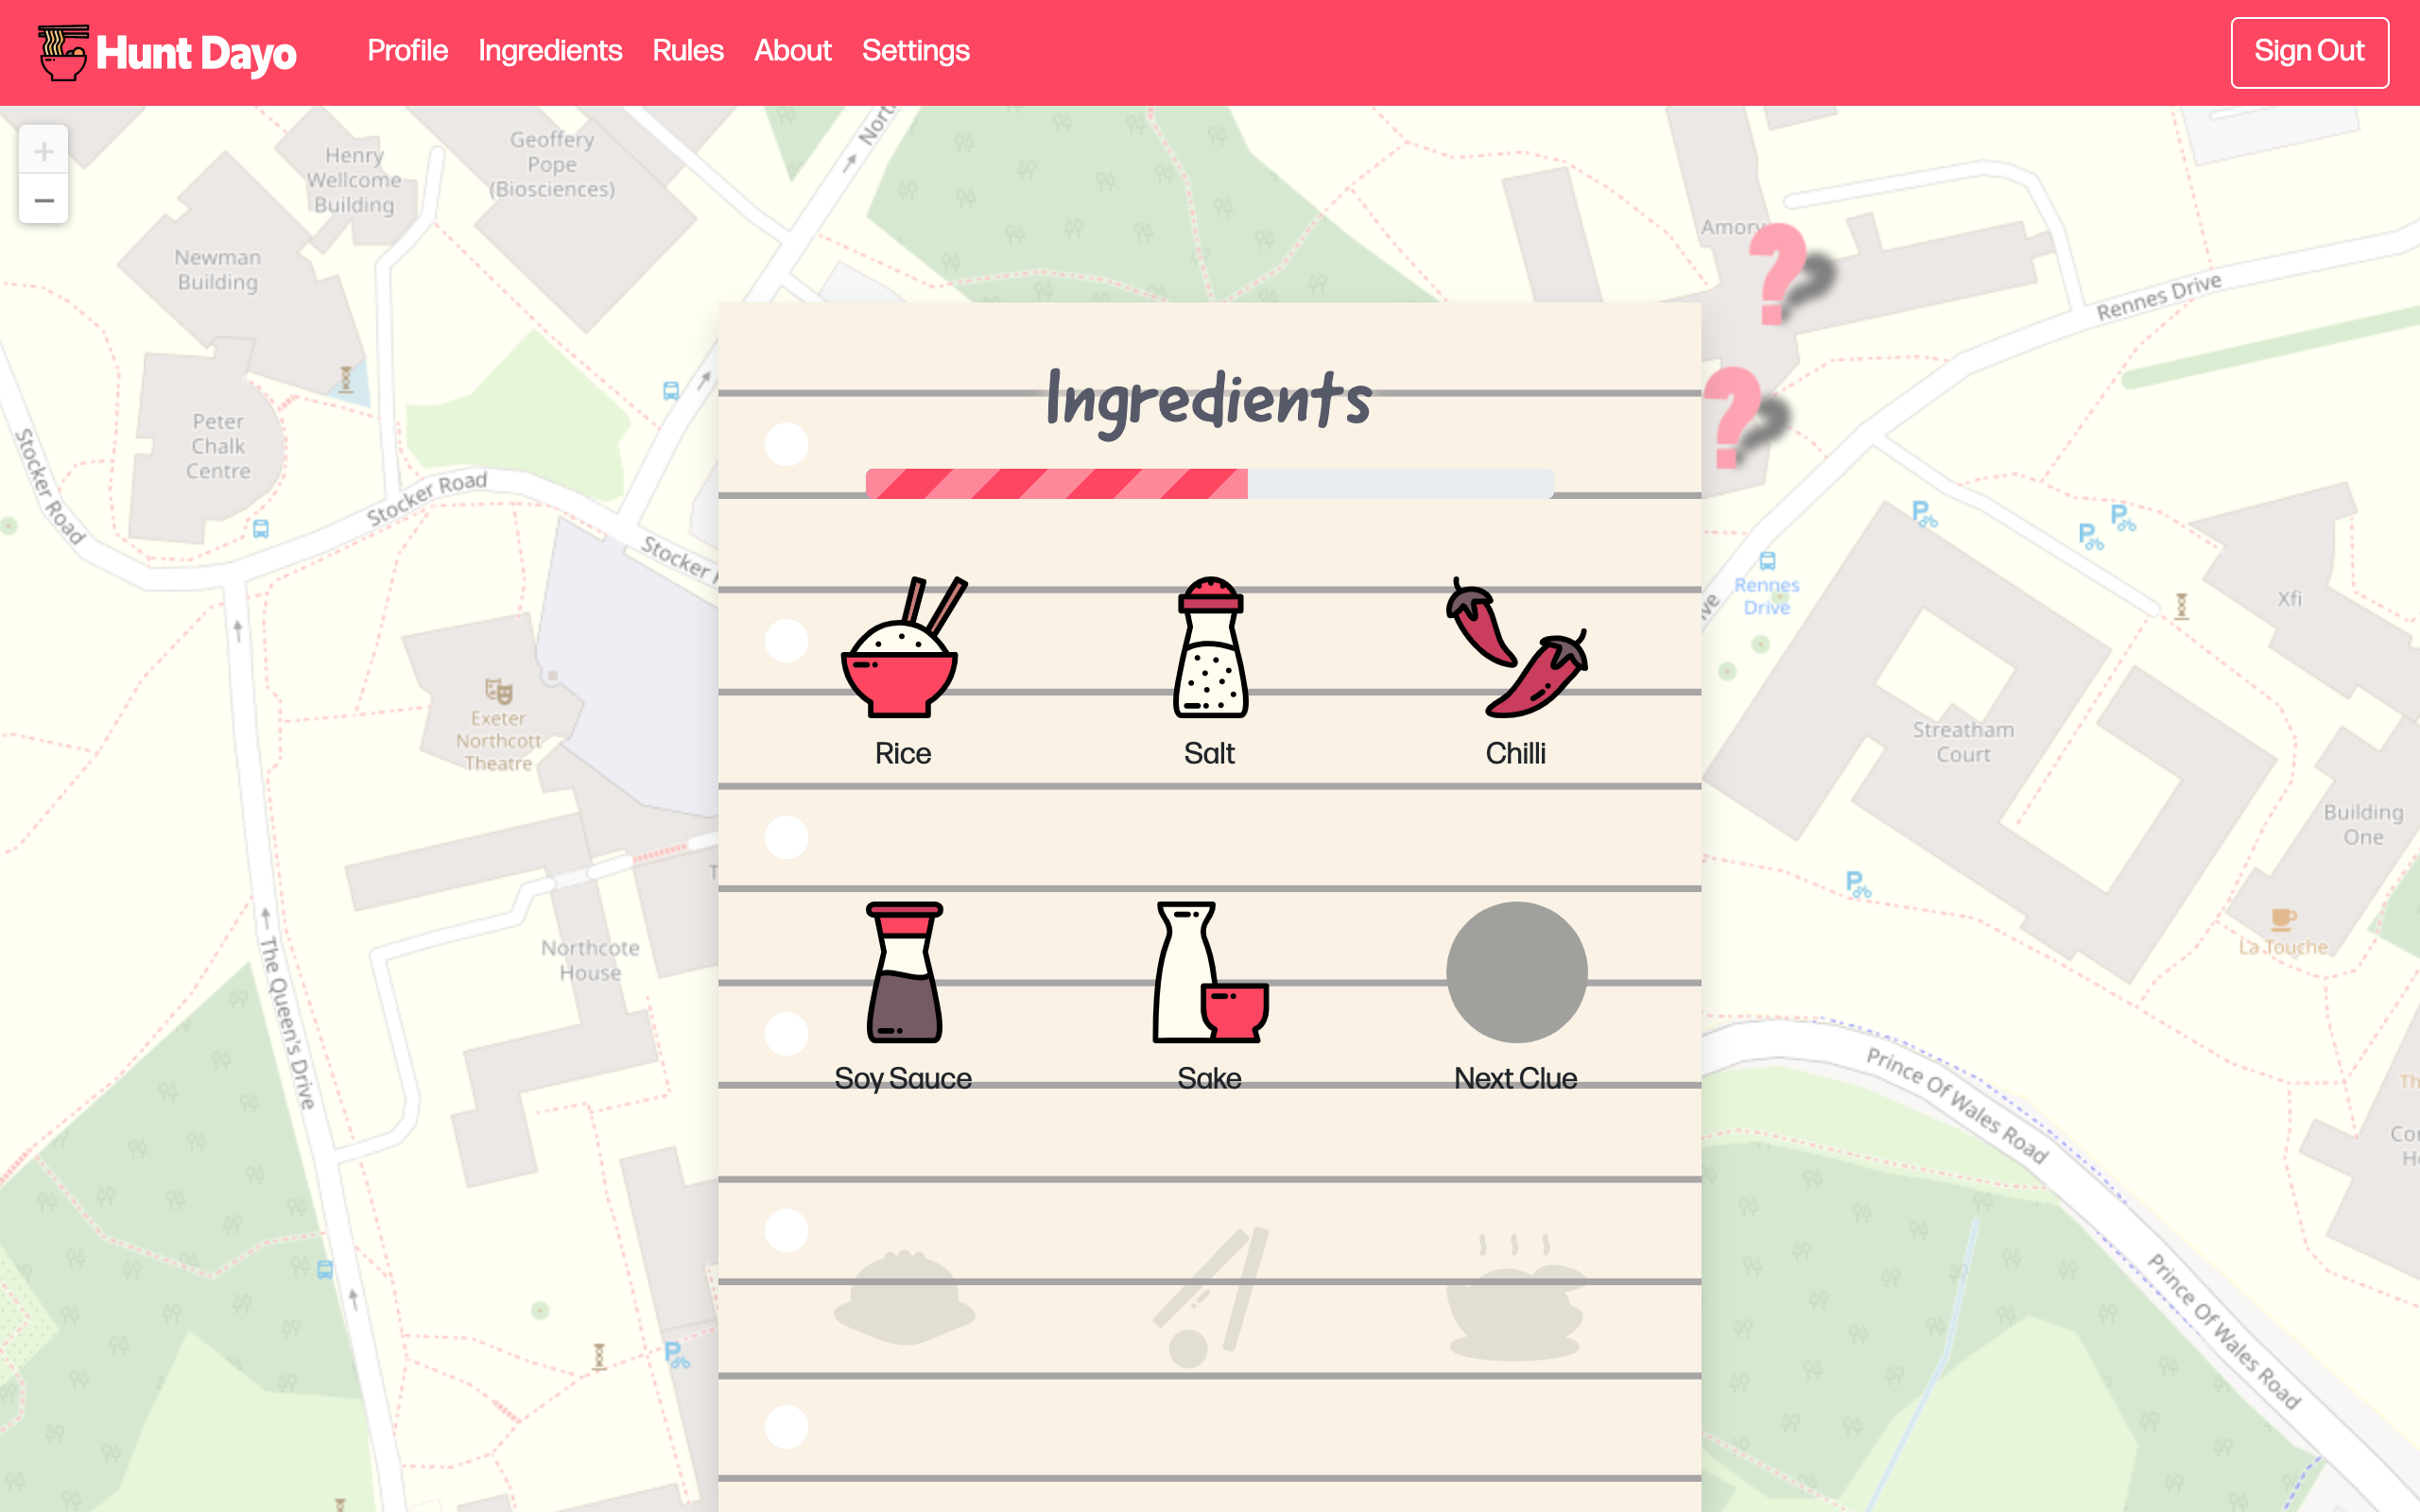 Hunt Dayo
Profile
Ingredients
Rules
About
Settings
Sign Out
+
−
Henry
Wellcome
Building
Geoffery
Pope
(Biosciences)
Newman
Building
Amory
?
Rennes Drive
Ingredients
?
Peter
Chalk
Centre
Stocker Road
Stocker Road
Stocker
P
P
P
Rennes
Drive
Xfi
Exeter
Northcott
Theatre
Rice
Salt
Chilli
Streatham
Court
Building
One
P
La Touche
Northcote
House
The Queen's Drive
Soy Sauce
Sake
Next Clue
Prince Of Wales Road
Prince Of Wales Road
P